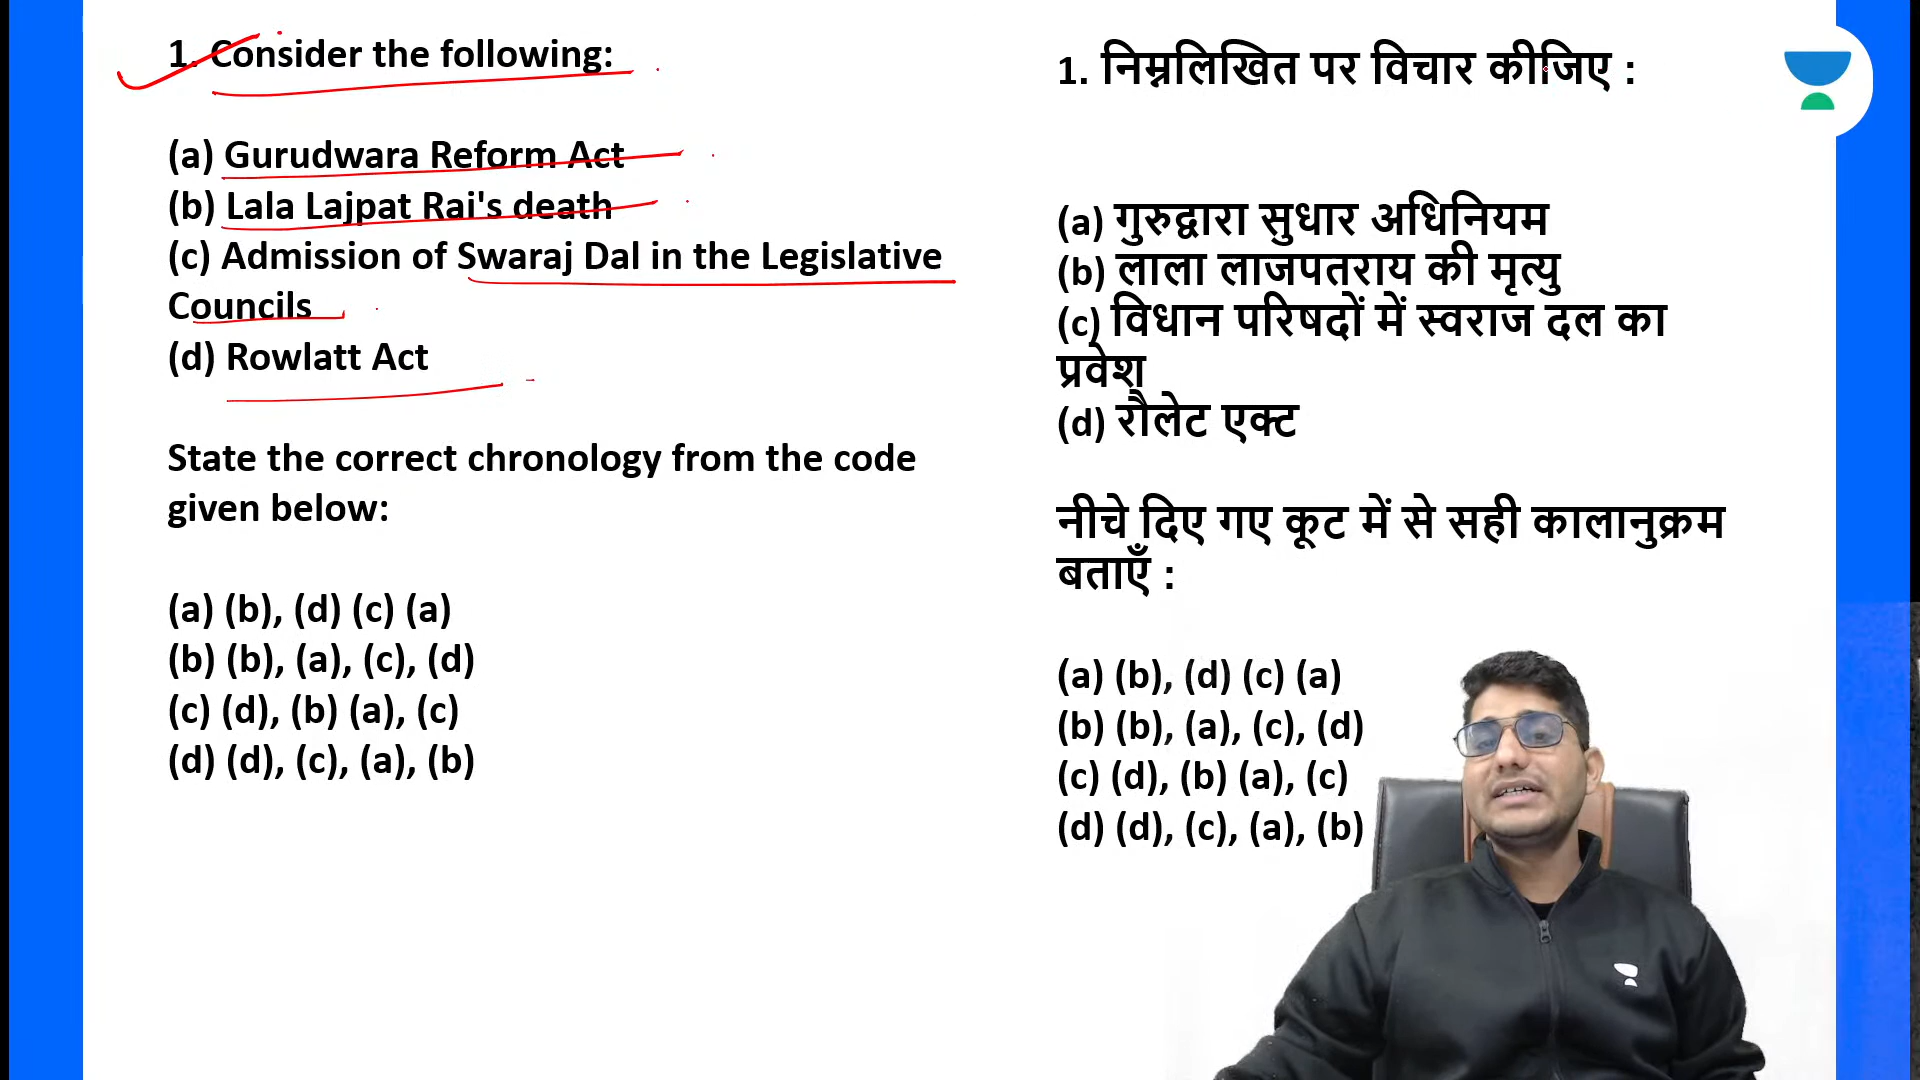 1. Consider the following:
(a) Gurudwara Reform Act
(b) Lala Lajpat Rai's death
(c) Admission of Swaraj Dal in the Legislative
Councils
(d) Rowlatt Act
State the correct chronology from the code
given below:
(a) (b), (d) (c) (a)
(b) (b), (a), (c), (d)
(c) (d), (b) (a), (c)
(d) (d), (c), (a), (b)
1. निम्नलिखित पर विचार कीजिए :
(a) गुरुद्वारा सुधार अधिनियम
(b) लाला लाजपतराय की मृत्यु
(c) विधान परिषदों में स्वराज दल का
प्रवेश
(d) रौलेट एक्ट
नीचे दिए गए कूट में से सही कालानुक्रम
बताएँ :
(a) (b), (d) (c) (a)
(b) (b), (a), (c), (d)
(c) (d), (b) (a), (c)
(d) (d), (c), (a), (b)